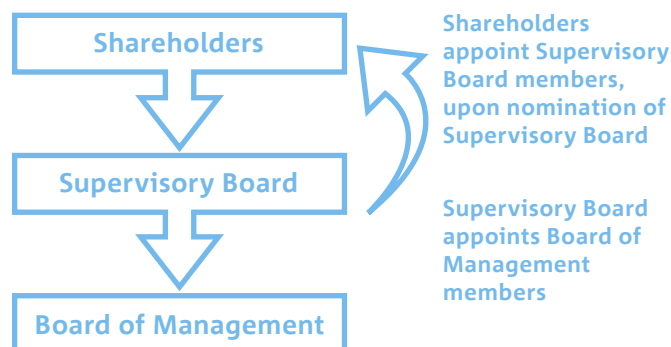 Shareholders
Supervisory Board
Board of Management
Shareholders
appoint Supervisory
Board members,
upon nomination of
Supervisory Board
Supervisory Board
appoints Board of
Management
members